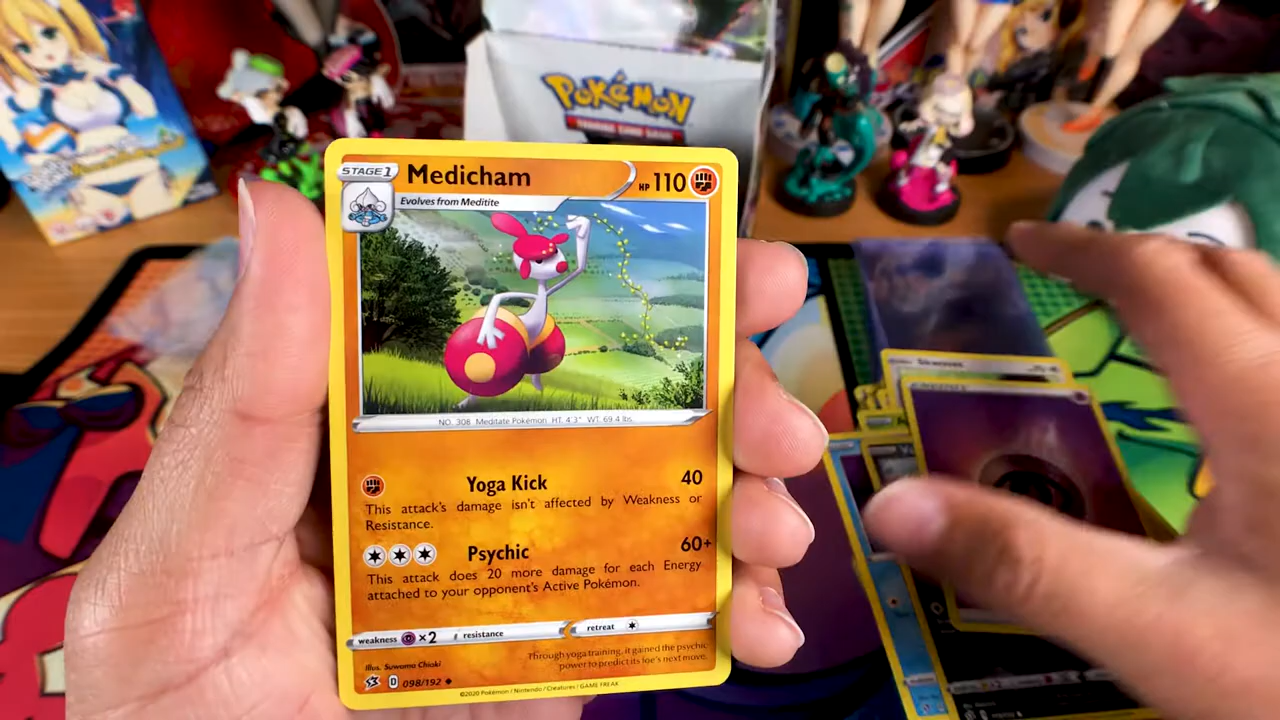 POKéMON
TRADING CARD GAME
STAGE 1
Medicham
HP 110
Evolves from Meditite
NO. 308 Meditate Pokémon HT. 4'3" WT. 69.4 lbs.
Yoga Kick 40
This attack's damage isn't affected by Weakness or
Resistance.
Psychic 60+
This attack does 20 more damage for each Energy
attached to your opponent's Active Pokémon.
weakness ×2 resistance
retreat
Through yoga training, it gained the psychic
power to predict its foe's next move.
Illus. Suwama Chiaki
D 098/192
©2020 Pokémon / Nintendo / Creatures / GAME FREAK